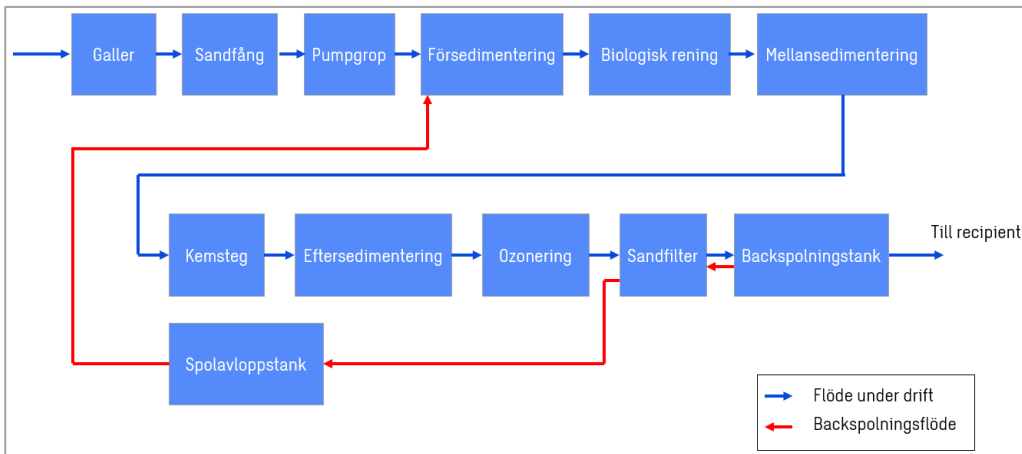 Galler
Sandfång
Pumpgrop
Försedimentering
Biologisk rening
Mellansedimentering
Kemsteg
Eftersedimentering
Ozonering
Sandfilter
Backspolningstank
Till recipient
Spolavloppstank
Flöde under drift
Backspolningsflöde